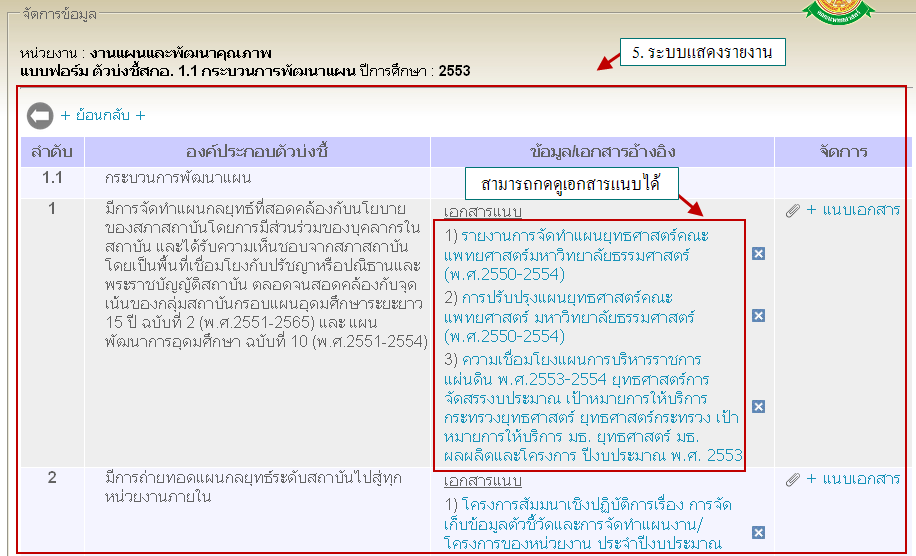 จัดการข้อมูล
หน่วยงาน : งานแผนและพัฒนาคุณภาพ
แบบฟอร์ม ตัวบ่งชี้สกอ. 1.1 กระบวนการพัฒนาแผน ปีการศึกษา : 2553
5. ระบบแสดงรายงาน
+ ย้อนกลับ +
ลำดับ องค์ประกอบตัวบ่งชี้ ข้อมูล/เอกสารอ้างอิง จัดการ
1.1 กระบวนการพัฒนาแผน
สามารถกดดูเอกสารแนบได้
1 มีการจัดทำแผนกลยุทธ์ที่สอดคล้องกับนโยบาย
ของสภาสถาบันโดยการมีส่วนร่วมของบุคลากรใน
สถาบัน และได้รับความเห็นชอบจากสภาสถาบัน
โดยเป็นพื้นที่เชื่อมโยงกับปรัชญาหรือปณิธานและ
พระราชบัญญัติสถาบัน ตลอดจนสอดคล้องกับจุด
เน้นของกลุ่มสถาบันกรอบแผนอุดมศึกษาระยะยาว
15 ปี ฉบับที่ 2 (พ.ศ.2551-2565) และ แผน
พัฒนาการอุดมศึกษา ฉบับที่ 10 (พ.ศ.2551-2554)
เอกสารแนบ
1) รายงานการจัดทำแผนยุทธศาสตร์คณะ
แพทยศาสตร์มหาวิทยาลัยธรรมศาสตร์
(พ.ศ.2550-2554)
2) การปรับปรุงแผนยุทธศาสตร์คณะ
แพทยศาสตร์ มหาวิทยาลัยธรรมศาสตร์
(พ.ศ.2550-2554)
3) ความเชื่อมโยงแผนการบริหารราชการ
แผ่นดิน พ.ศ.2553-2554 ยุทธศาสตร์การ
จัดสรรงบประมาณ เป้าหมายการให้บริการ
กระทรวงยุทธศาสตร์ ยุทธศาสตร์กระทรวง เป้า
หมายการให้บริการ มธ. ยุทธศาสตร์ มธ.
ผลผลิตและโครงการ ปีงบประมาณ พ.ศ. 2553
+ แนบเอกสาร
2 มีการถ่ายทอดแผนกลยุทธ์ระดับสถาบันไปสู่ทุก
หน่วยงานภายใน
เอกสารแนบ
1) โครงการสัมมนาเชิงปฏิบัติการเรื่อง การจัด
เก็บข้อมูลตัวชี้วัดและการจัดทำแผนงาน/
โครงการของหน่วยงาน ประจำปีงบประมาณ
+ แนบเอกสาร